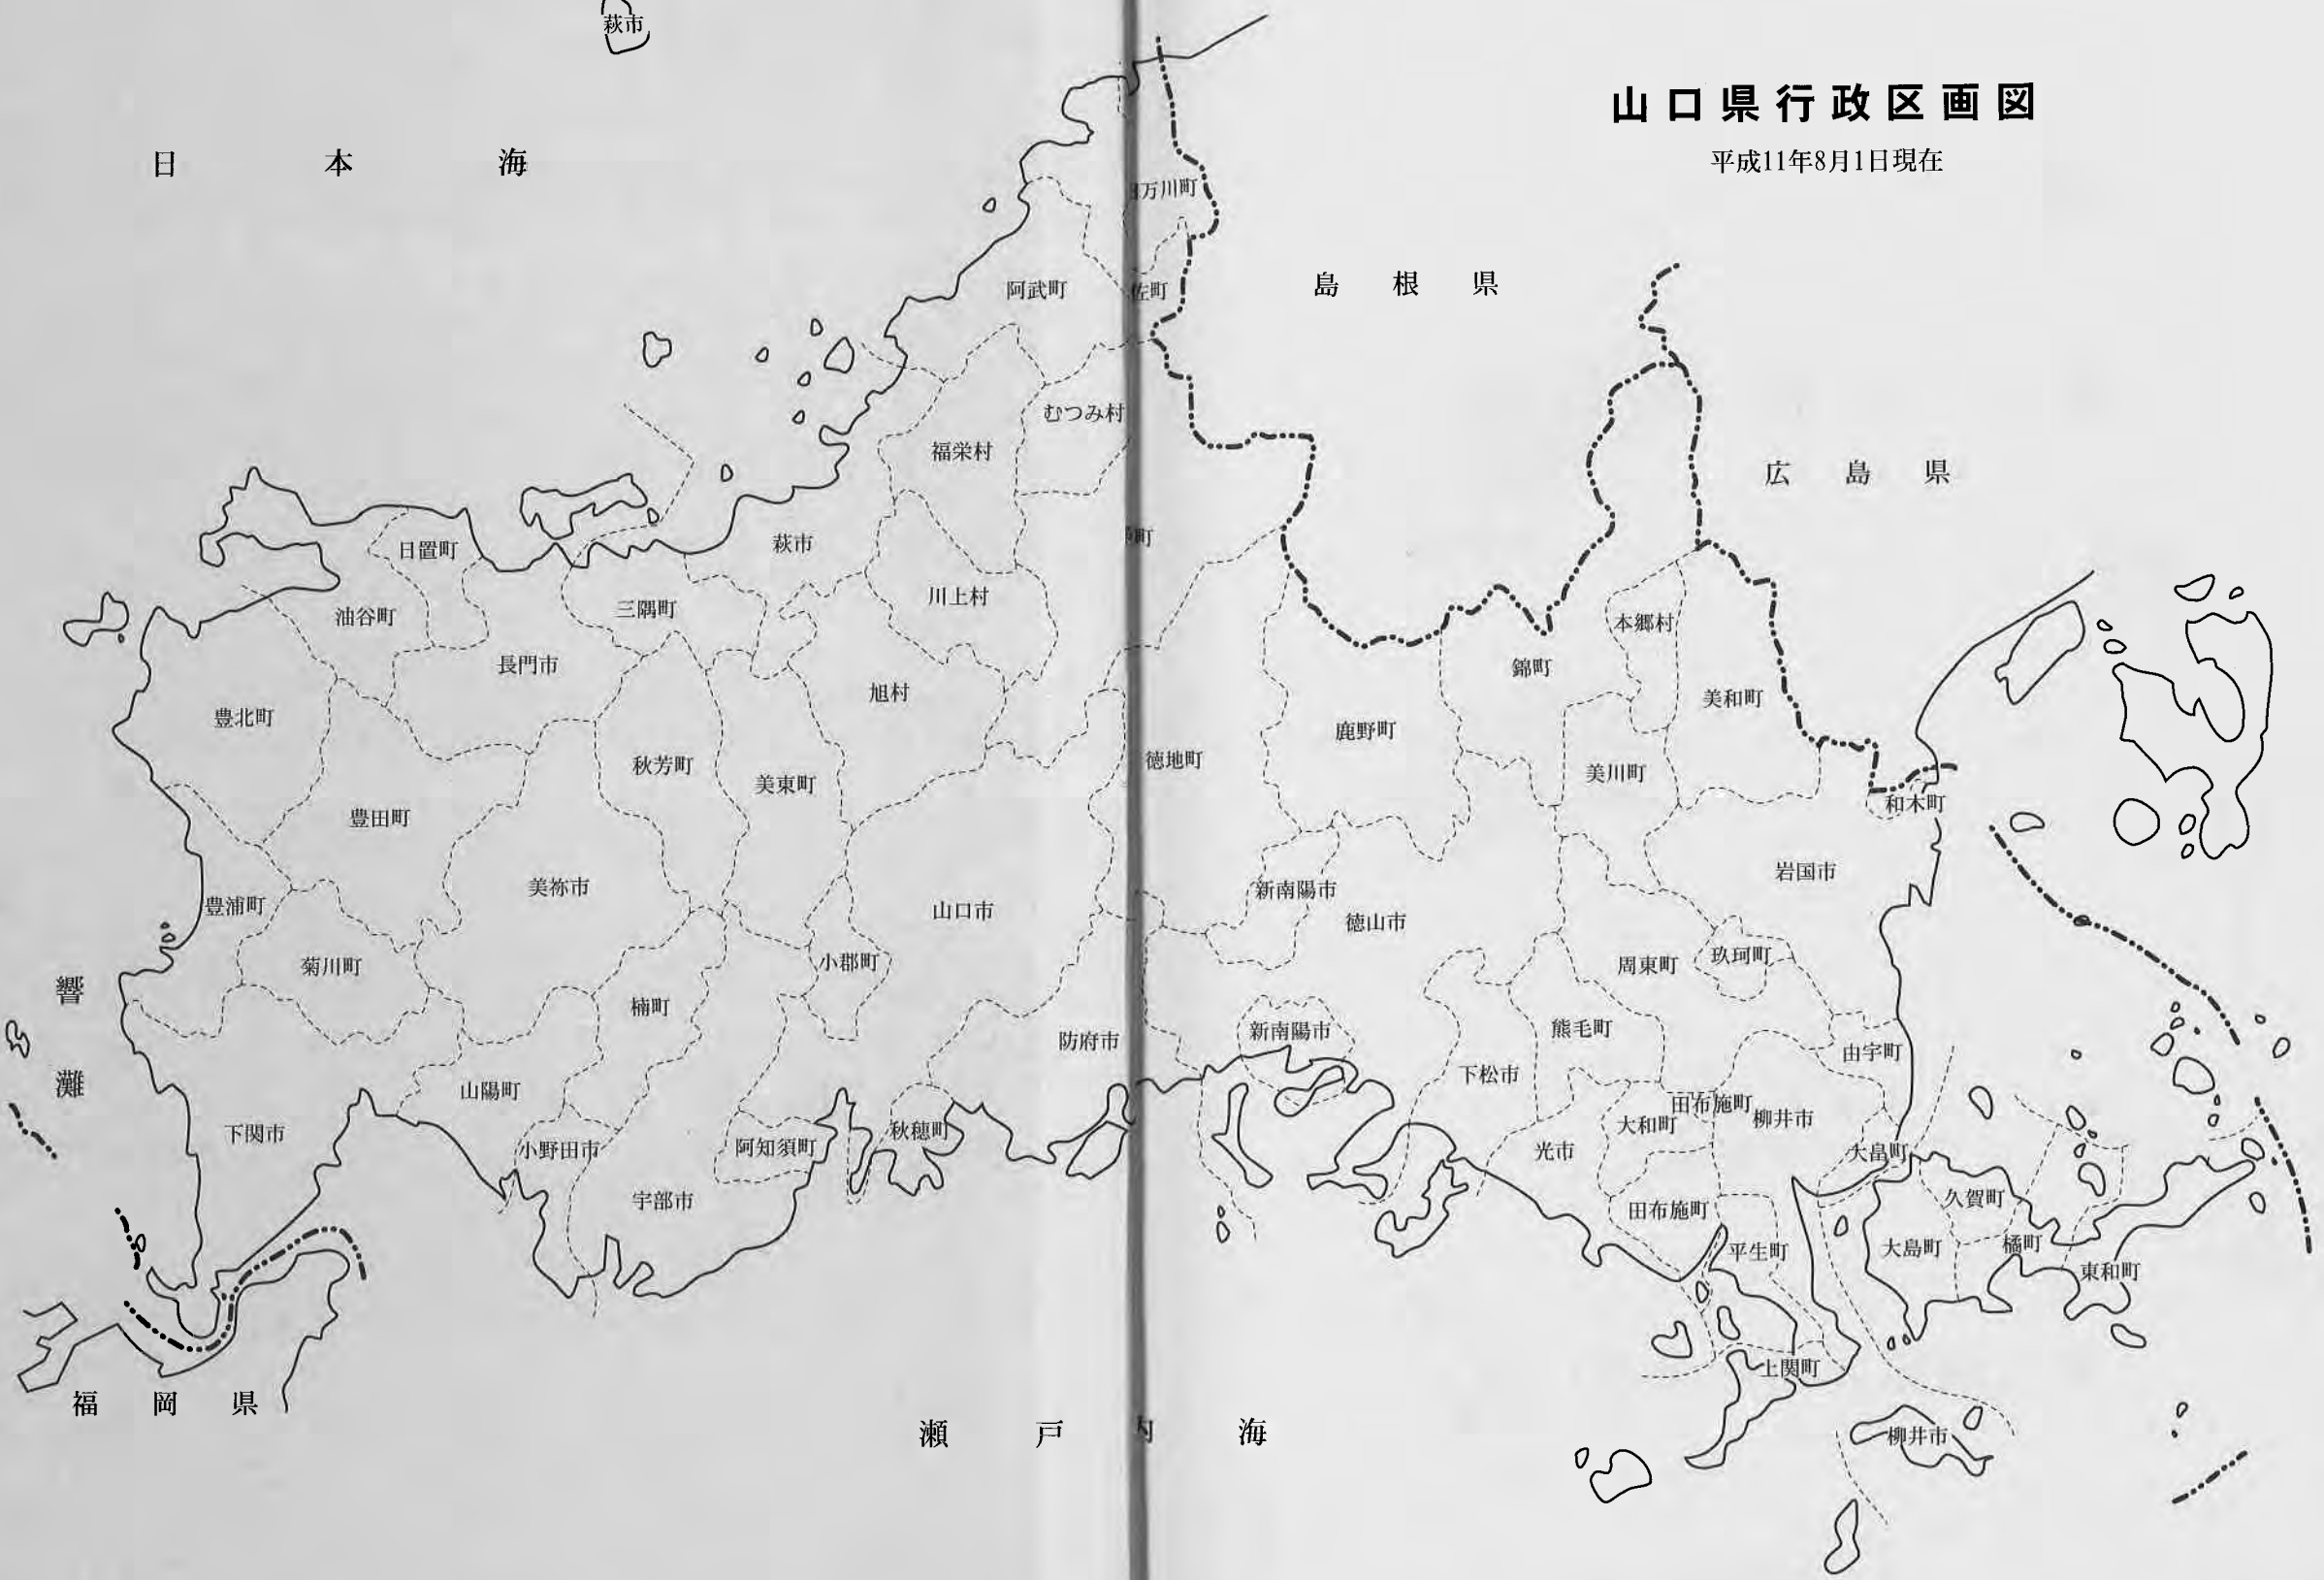 山口県行政区画図
平成11年8月1日現在
萩市
日本海
万川町
島根県
阿武町
佐町
むつみ村
福栄村
広島県
町
萩市
日置町
川上村
三隅町
油谷町
本郷村
長門市
錦町
旭村
美和町
豊北町
鹿野町
徳地町
秋芳町
美川町
美東町
和木町
豊田町
岩国市
美祢市
新南陽市
豊浦町
山口市
徳山市
玖珂町
小郡町
周東町
菊川町
響灘
楠町
熊毛町
新南陽市
防府市
由宇町
下松市
山陽町
田布施町
柳井市
大和町
下関市
秋穂町
阿知須町
小野田市
光市
大畠町
宇部市
久賀町
田布施町
橘町
大島町
平生町
東和町
上関町
福岡県
瀬戸内海
柳井市